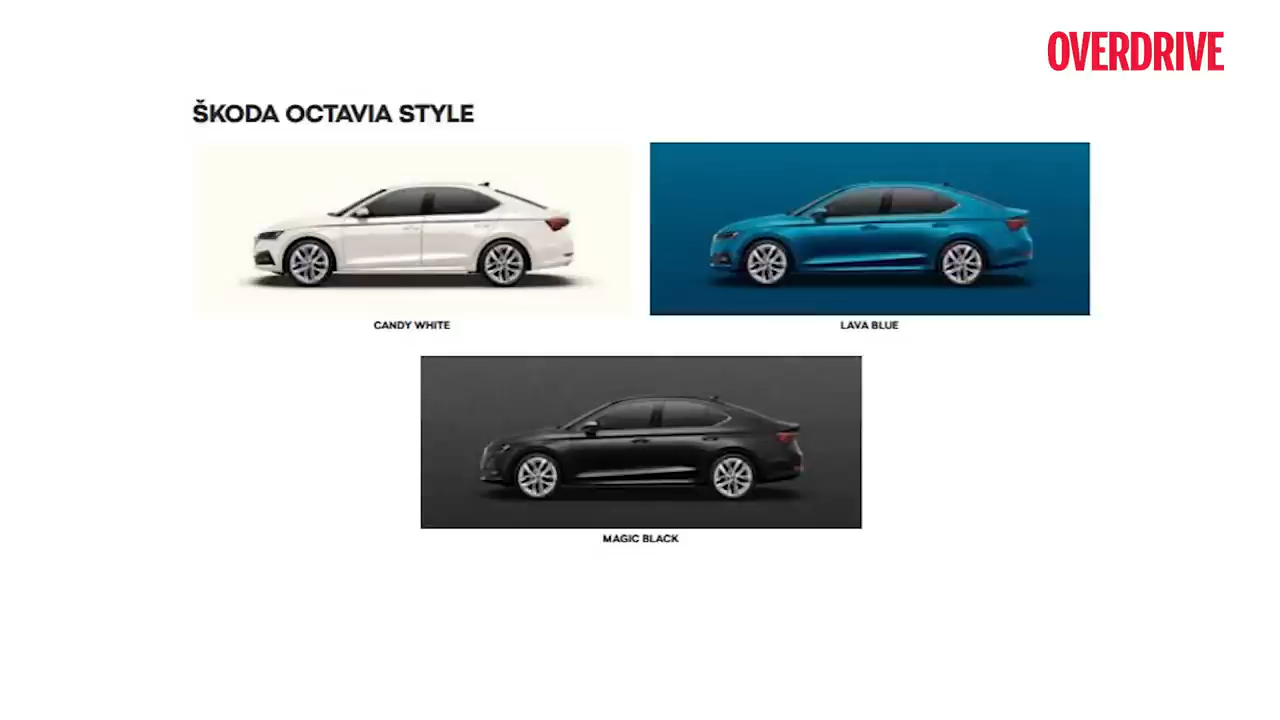 OVERDRIVE
ŠKODA OCTAVIA STYLE
CANDY WHITE
LAVA BLUE
MAGIC BLACK